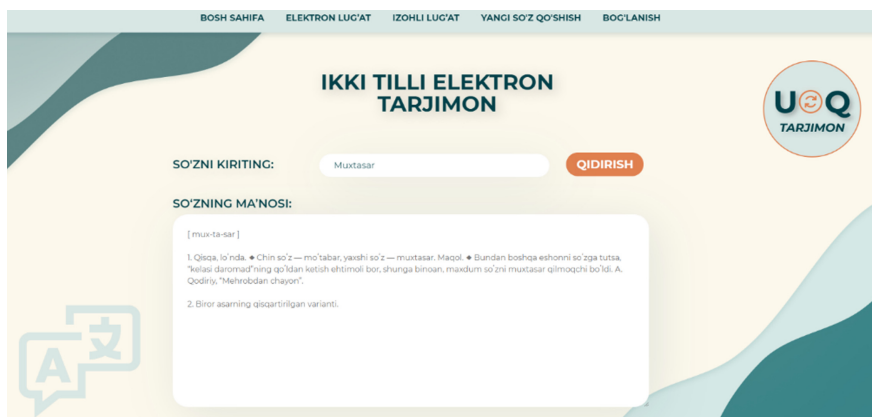 BOSH SAHIFA ELEKTRON LUG'AT IZOHLI LUG'AT YANGI SO'Z QO'SHISH BOG'LANISH
IKKI TILLI ELEKTRON
TARJIMON
UQ
TARJIMON
SO'ZNI KIRITING: Muxtasar QIDIRISH
SO'ZNING MA'NOSI:
[ mux-ta-sar ]
1. Qisqa, lo'nda. ◆ Chin so'z — mo'tabar, yaxshi so'z — muxtasar. Maqol. ◆ Bundan boshqa eshonni so'zga tutsa,
"kelasi daromad"ning qo'ldan ketish ehtimoli bor, shunga binoan, maxdum so'zni muxtasar qilmoqchi bo'ldi. A.
Qodiriy, "Mehrobdan chayon".
2. Biror asarning qisqartirilgan varianti.
A 文